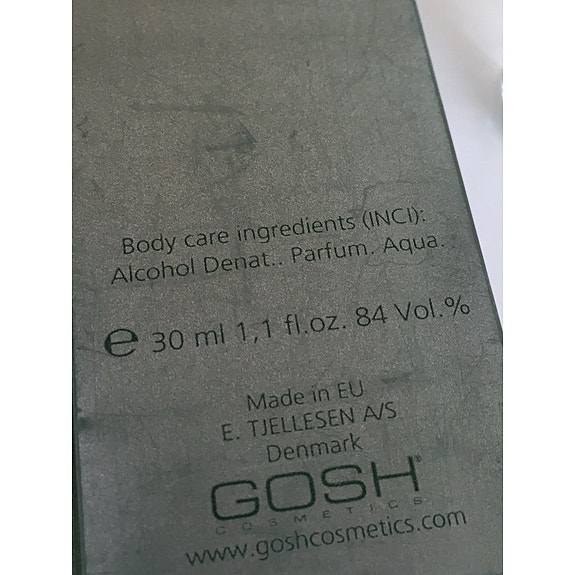 Body care ingredients (INCI):
Alcohol Denat.. Parfum. Aqua.
e 30 ml 1,1 fl.oz. 84 Vol.%
Made in EU
E. TJELLESEN A/S
Denmark
GOSH®
COSMETICS
www.goshcosmetics.com